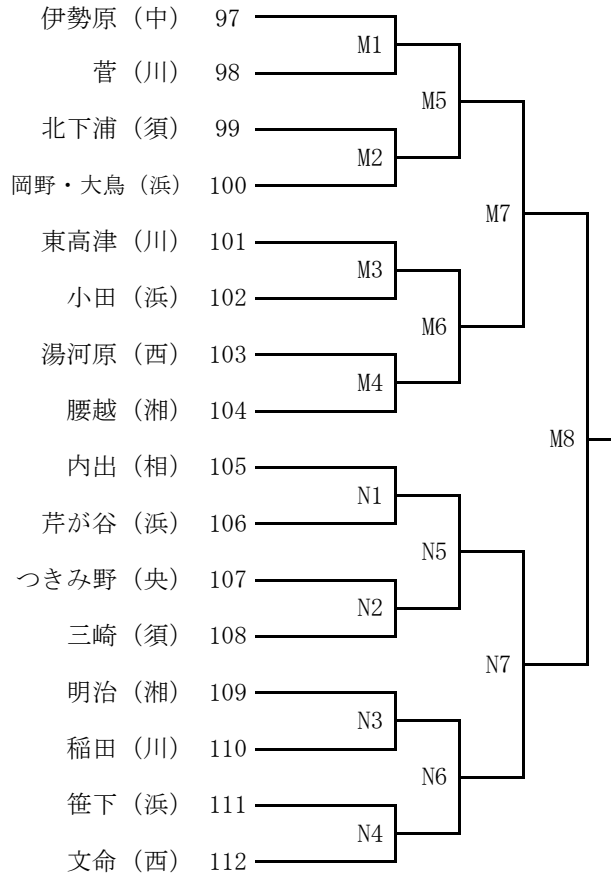 伊勢原（中） 97
M1
菅（川） 98
M5
北下浦（須） 99
M2
岡野・大鳥（浜） 100
M7
東高津（川） 101
M3
小田（浜） 102
M6
湯河原（西） 103
M4
腰越（湘） 104
M8
内出（相） 105
N1
芹が谷（浜） 106
N5
つきみ野（央） 107
N2
三崎（須） 108
N7
明治（湘） 109
N3
稲田（川） 110
N6
笹下（浜） 111
N4
文命（西） 112